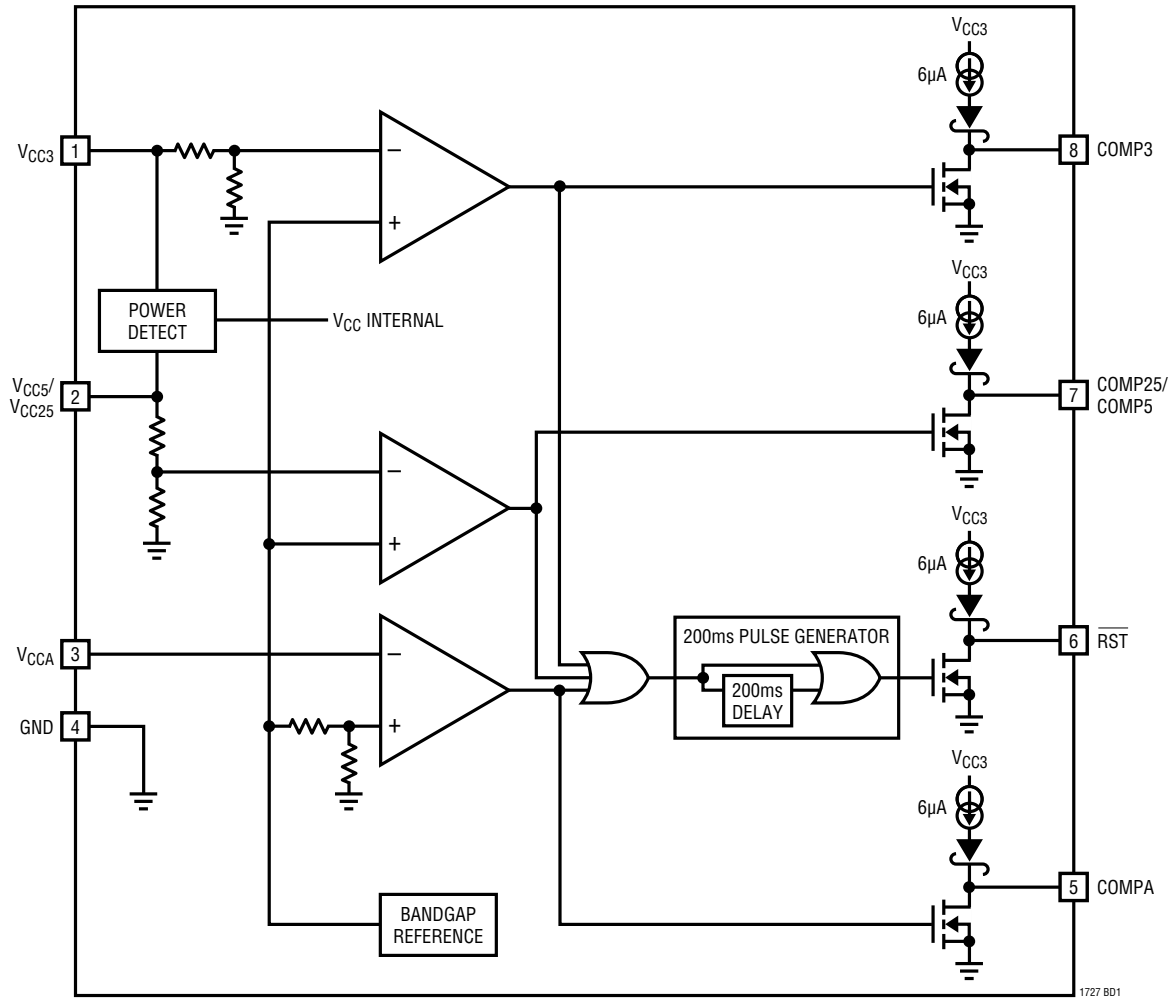 VCC3
6µA
VCC3
1
8
COMP3
−
+
VCC3
POWER
DETECT
VCC INTERNAL
6µA
VCC5/
VCC25
2
7
COMP25/
COMP5
−
+
VCC3
6µA
VCCA
3
−
200ms PULSE GENERATOR
6
RST
200ms
DELAY
GND
4
+
VCC3
6µA
5
COMPA
BANDGAP
REFERENCE
1727 BD1